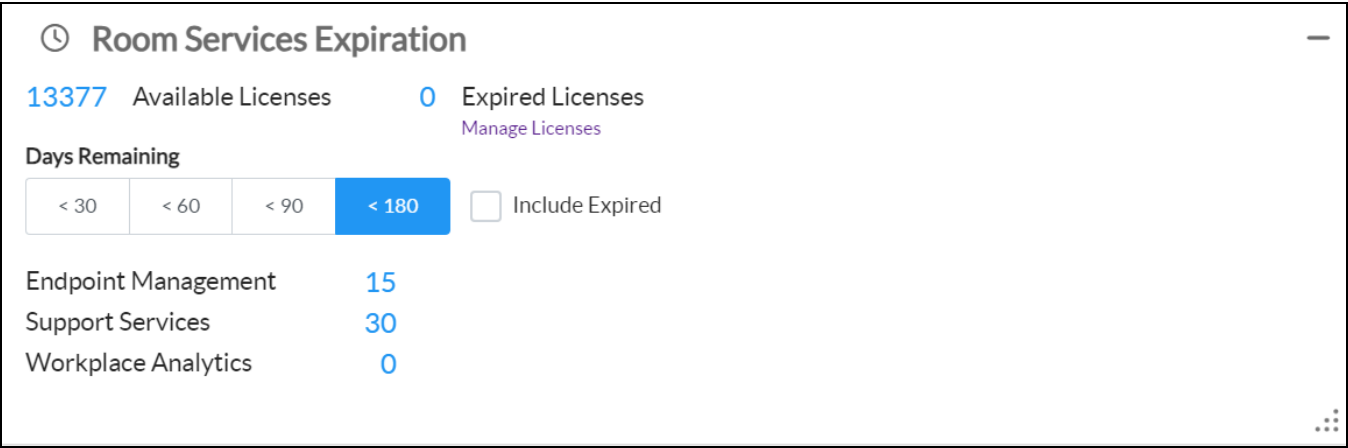 Room Services Expiration
13377 Available Licenses 0 Expired Licenses
Manage Licenses
Days Remaining
< 30 < 60 < 90 < 180 Include Expired
Endpoint Management 15
Support Services 30
Workplace Analytics 0